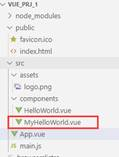 VUE_PRJ_1
node_modules
public
favicon.ico
index.html
src
assets
logo.png
components
HelloWorld.vue
MyHelloWorld.vue
App.vue
main.js